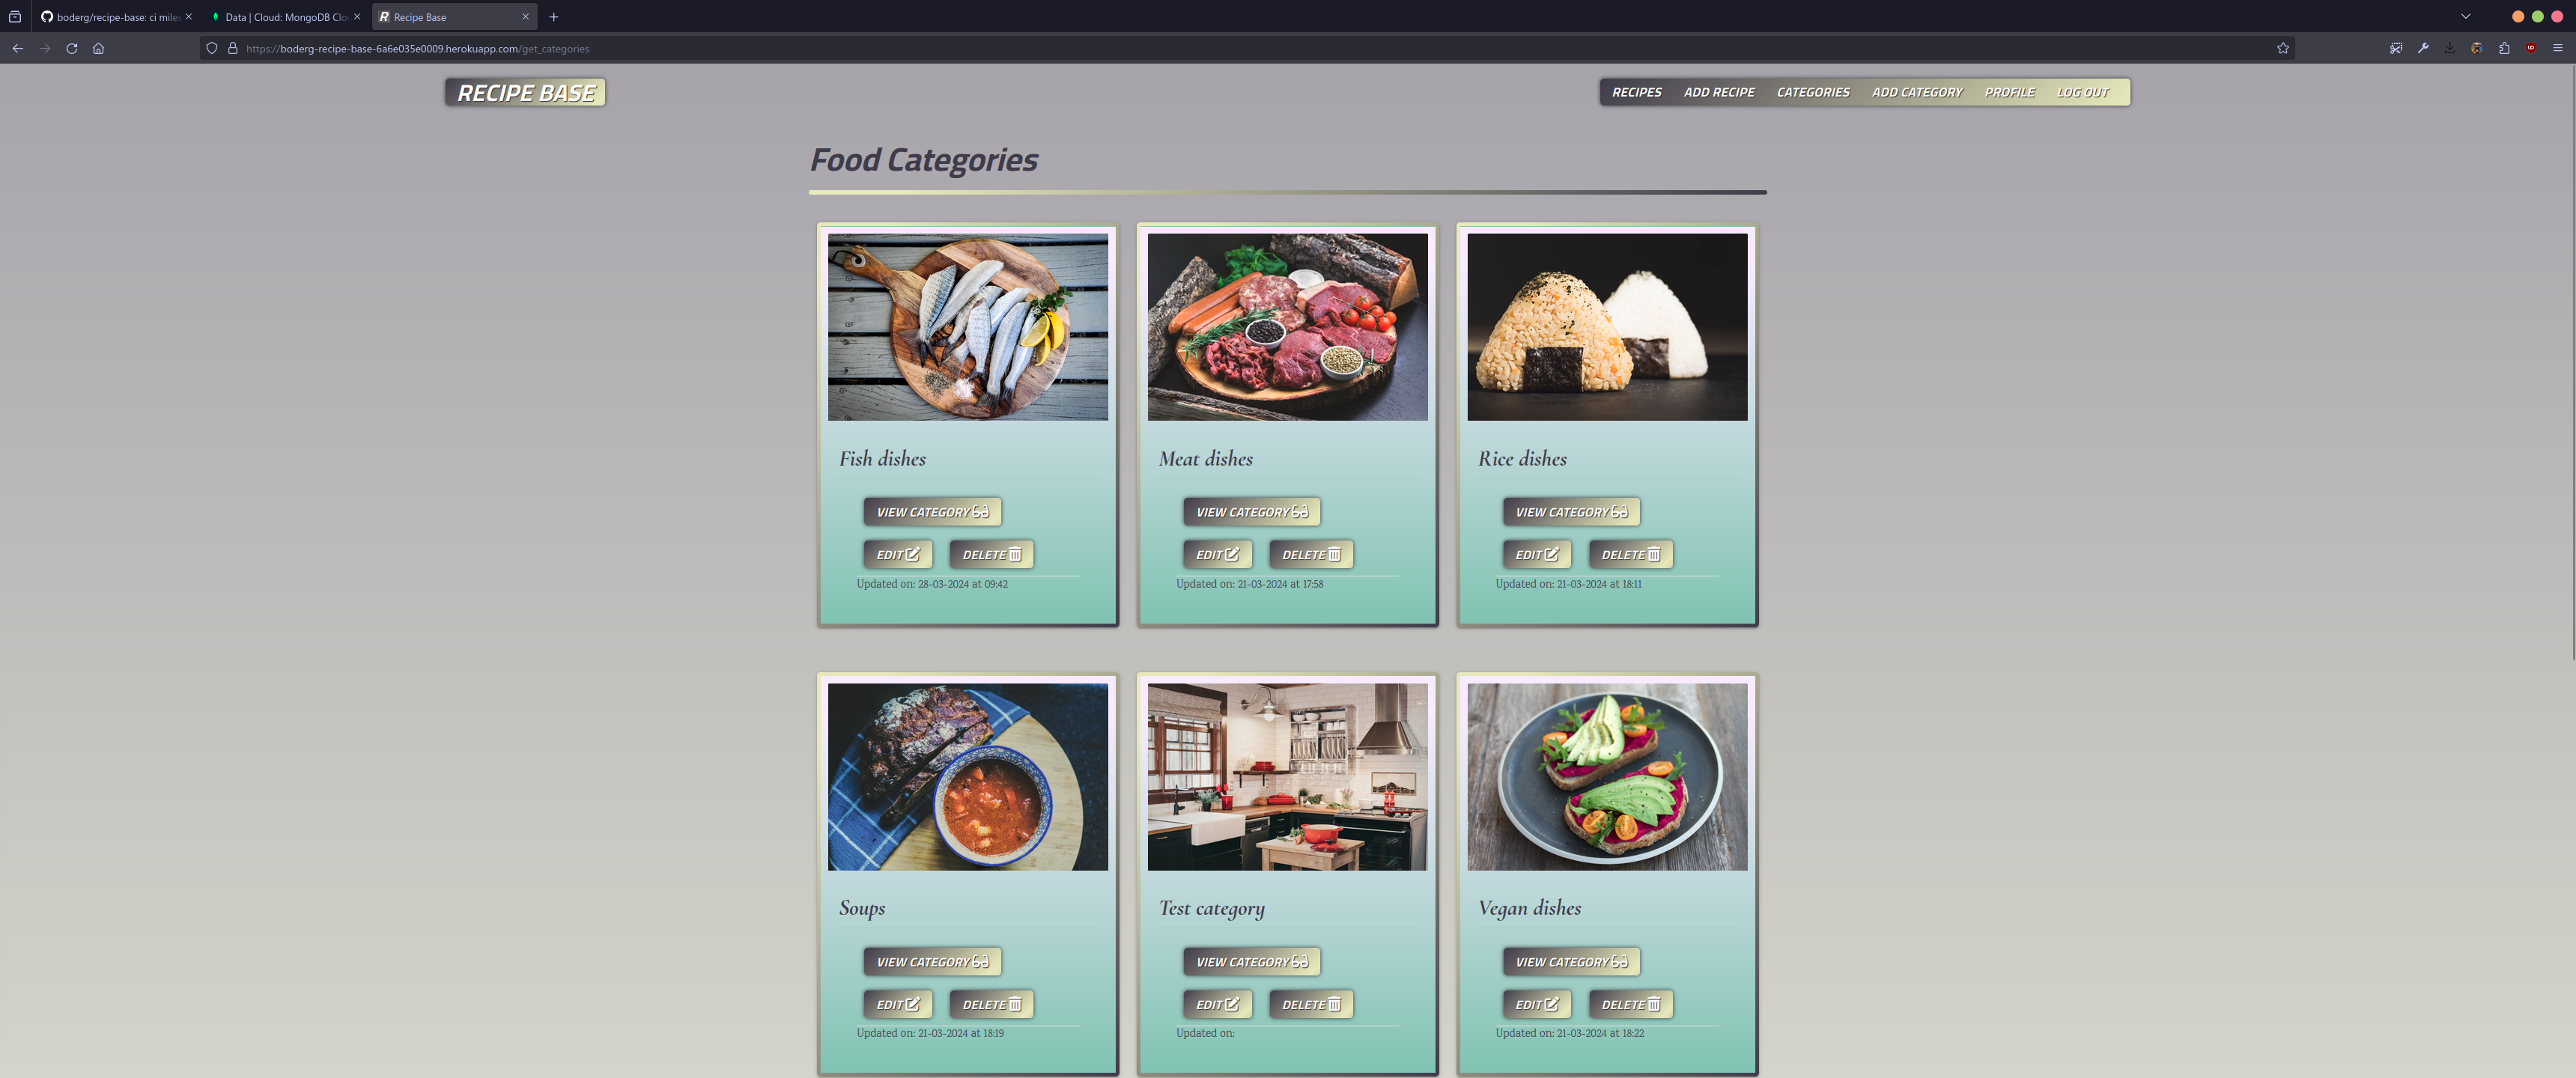 boderg/recipe-base: ci miles
Data | Cloud: MongoDB Clo
Recipe Base
https://boderg-recipe-base-6a6e035e0009.herokuapp.com/get_categories
RECIPE BASE
RECIPES ADD RECIPE CATEGORIES ADD CATEGORY PROFILE LOG OUT
Food Categories
Fish dishes
VIEW CATEGORY
EDIT DELETE
Updated on: 28-03-2024 at 09:42
Meat dishes
VIEW CATEGORY
EDIT DELETE
Updated on: 21-03-2024 at 17:58
Rice dishes
VIEW CATEGORY
EDIT DELETE
Updated on: 21-03-2024 at 18:11
Soups
VIEW CATEGORY
EDIT DELETE
Updated on: 21-03-2024 at 18:19
Test category
VIEW CATEGORY
EDIT DELETE
Updated on:
Vegan dishes
VIEW CATEGORY
EDIT DELETE
Updated on: 21-03-2024 at 18:22